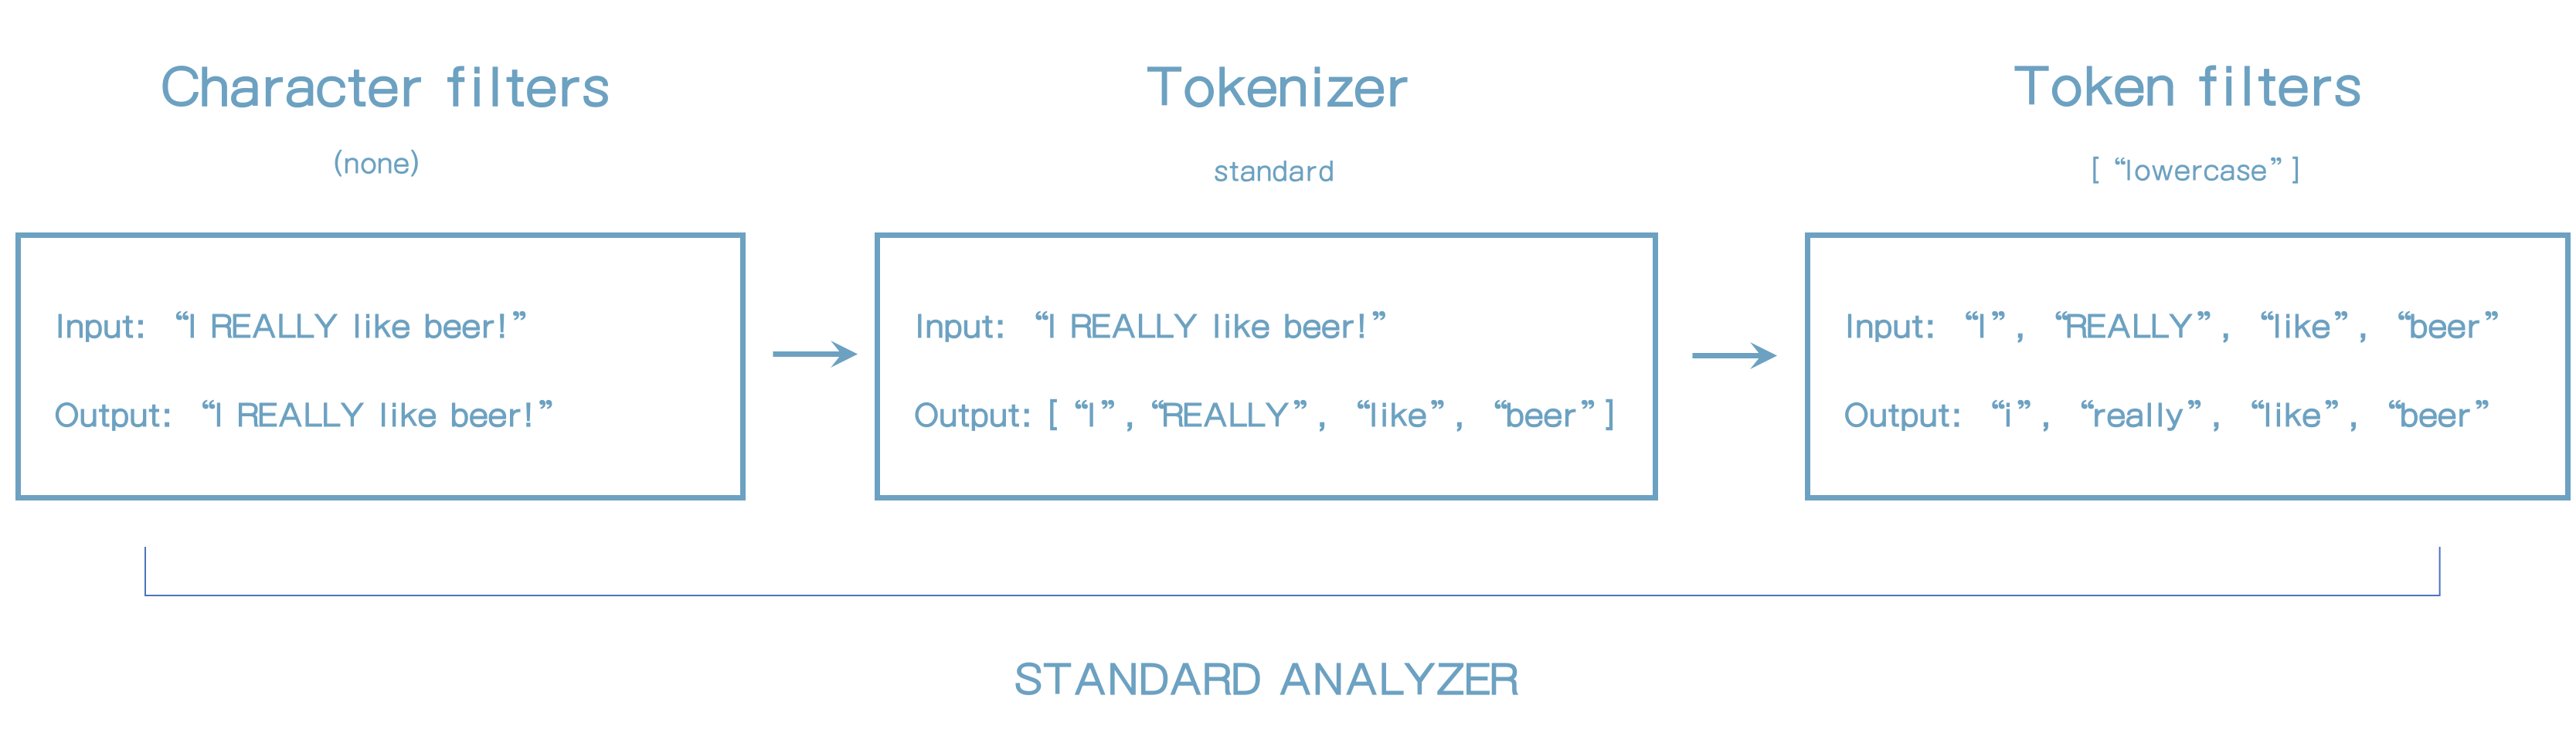 Character filters
(none)
Input: “I REALLY like beer!”
Output: “I REALLY like beer!”
Tokenizer
standard
Input: “I REALLY like beer!”
Output: [ “I”, “REALLY”, “like”, “beer” ]
Token filters
[ “lowercase” ]
Input: “I”, “REALLY”, “like”, “beer”
Output: “i”, “really”, “like”, “beer”
STANDARD ANALYZER